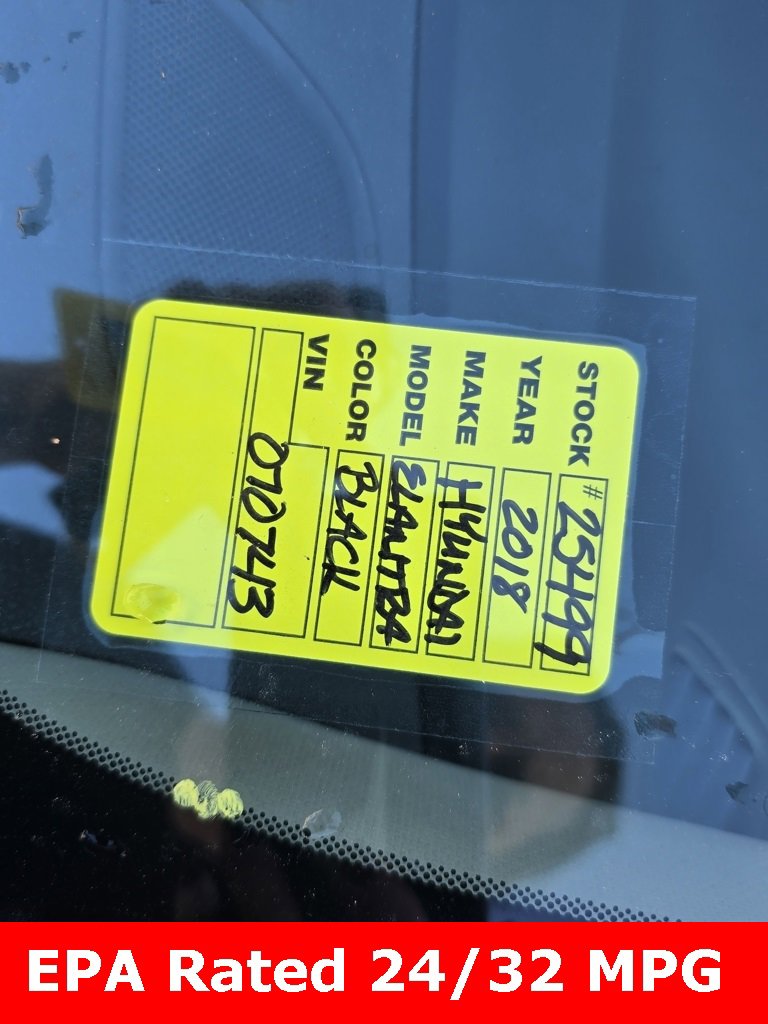 STOCK # 25499
YEAR 2018
MAKE HYUNDAI
MODEL ELANTRA
COLOR BLACK
VIN
070743
EPA Rated 24/32 MPG